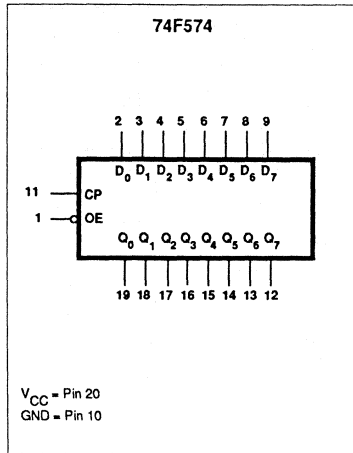 74F574
2 3 4 5 6 7 8 9
D0 D1 D2 D3 D4 D5 D6 D7
11 CP
1 OE
Q0 Q1 Q2 Q3 Q4 Q5 Q6 Q7
19 18 17 16 15 14 13 12
VCC = Pin 20
GND = Pin 10